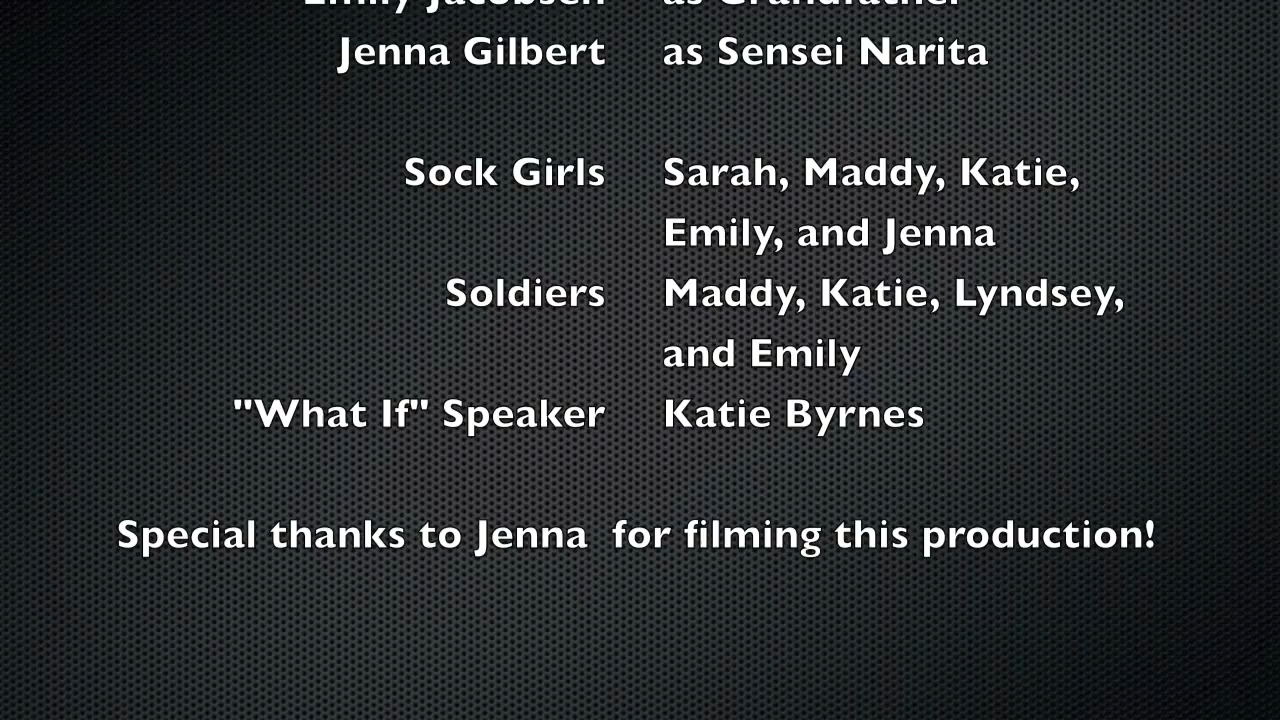 Emily Jacobsen as Grandfather
Jenna Gilbert as Sensei Narita
Sock Girls Sarah, Maddy, Katie,
Emily, and Jenna
Soldiers Maddy, Katie, Lyndsey,
and Emily
"What If" Speaker Katie Byrnes
Special thanks to Jenna  for filming this production!